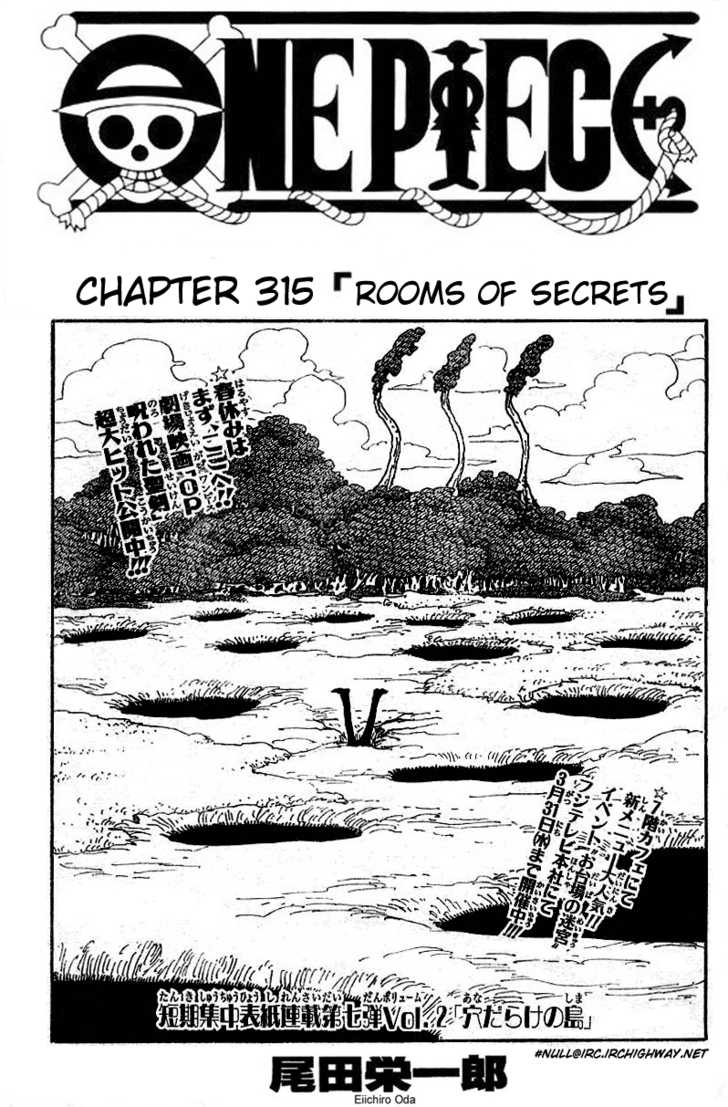 ONE PIECE
CHAPTER 315 「ROOMS OF SECRETS」
☆春休みは
まずここへ!!
劇場映画『OP
呪われた聖剣』
超大ヒット公開中!!!
☆7階カフェにて
新メニュー大人気!!
イベント『お台場の迷宮』
フジテレビ本社にて
3月31日(水)まで開催中!!!
短期集中表紙連載第七弾Vol. 2「穴だらけの島」
#NULL@IRC.IRCHIGHWAY.NET
尾田栄一郎
Eiichiro Oda